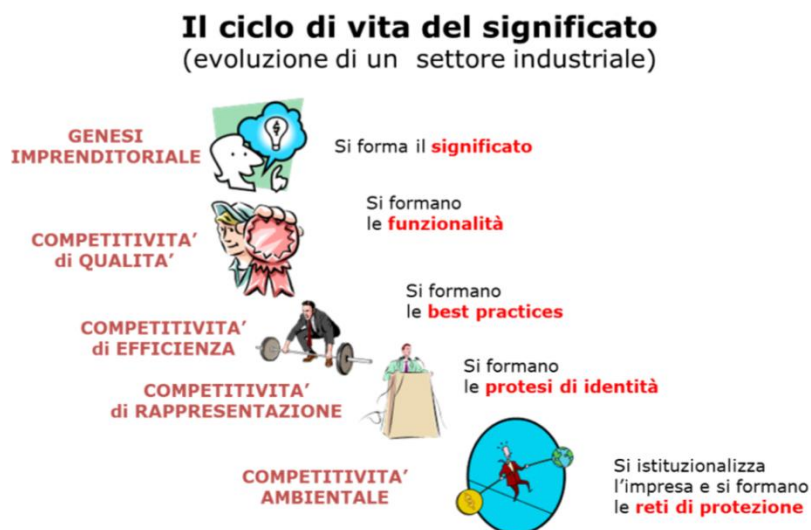 Il ciclo di vita del significato
(evoluzione di un settore industriale)
GENESI
IMPRENDITORIALE
Si forma il significato
COMPETITIVITA’
di QUALITA’
Si formano
le funzionalità
COMPETITIVITA’
di EFFICIENZA
Si formano
le best practices
COMPETITIVITA’
di RAPPRESENTAZIONE
Si formano
le protesi di identità
COMPETITIVITA’
AMBIENTALE
Si istituzionalizza
l’impresa e si formano
le reti di protezione